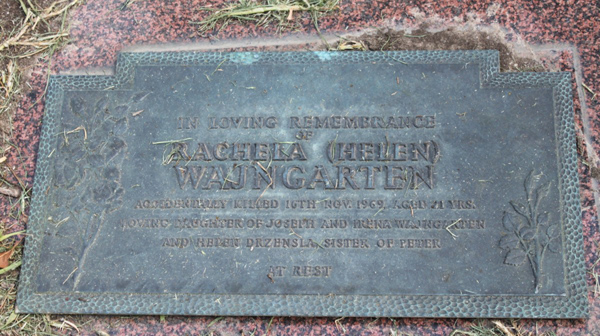 IN LOVING REMEMBRANCE
OF
RACHELA (HELEN)
WAJNGARTEN
ACCIDENTALLY KILLED 16TH NOV. 1969, AGED 21 YRS.
LOVING DAUGHTER OF JOSEPH AND IRENA WAJNGARTEN
AND HELEN DRZENSLA, SISTER OF PETER
AT REST